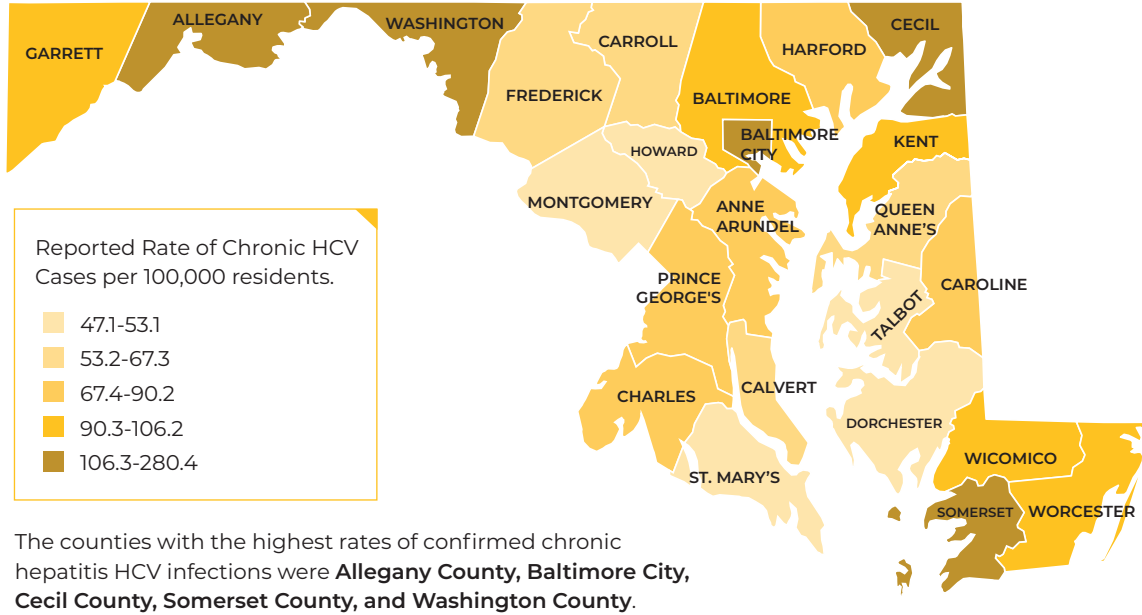 ALLEGANY
WASHINGTON
CECIL
GARRETT
CARROLL
HARFORD
FREDERICK
BALTIMORE
BALTIMORE
CITY
KENT
HOWARD
MONTGOMERY
ANNE
ARUNDEL
QUEEN
ANNE'S
PRINCE
GEORGE'S
CAROLINE
TALBOT
CHARLES
CALVERT
DORCHESTER
ST. MARY'S
WICOMICO
SOMERSET
WORCESTER
Reported Rate of Chronic HCV
Cases per 100,000 residents.
47.1-53.1
53.2-67.3
67.4-90.2
90.3-106.2
106.3-280.4
The counties with the highest rates of confirmed chronic
hepatitis HCV infections were Allegany County, Baltimore City,
Cecil County, Somerset County, and Washington County.